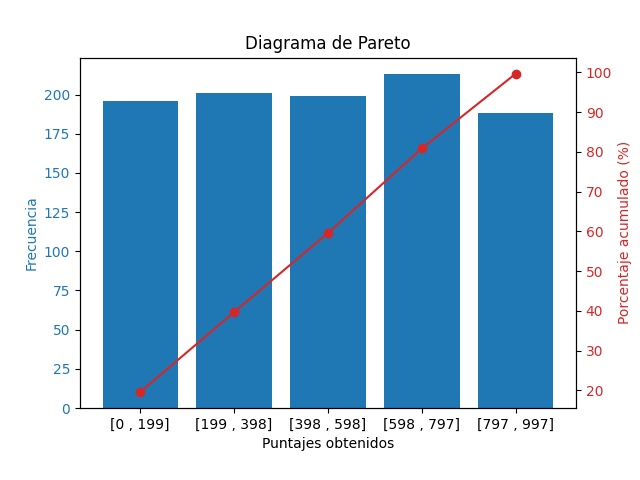 Diagrama de Pareto
200
175
150
125
100
75
50
25
0
Frecuencia
100
90
80
70
60
50
40
30
20
Porcentaje acumulado (%)
[0 , 199]
[199 , 398]
[398 , 598]
[598 , 797]
[797 , 997]
Puntajes obtenidos